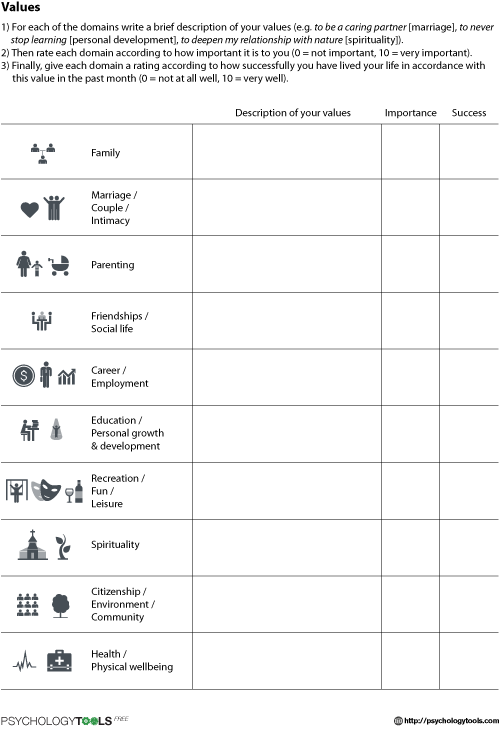 Values
1) For each of the domains write a brief description of your values (e.g. to be a caring partner [marriage], to never
stop learning [personal development], to deepen my relationship with nature [spirituality]).
2) Then rate each domain according to how important it is to you (0 = not important, 10 = very important).
3) Finally, give each domain a rating according to how successfully you have lived your life in accordance with
this value in the past month (0 = not at all well, 10 = very well).
Description of your values Importance Success
Family
Marriage /
Couple /
Intimacy
Parenting
Friendships /
Social life
$
Career /
Employment
Education /
Personal growth
& development
Recreation /
Fun /
Leisure
Spirituality
Citizenship /
Environment /
Community
Health /
Physical wellbeing
PSYCHOLOGYTOOLS FREE
http://psychologytools.com